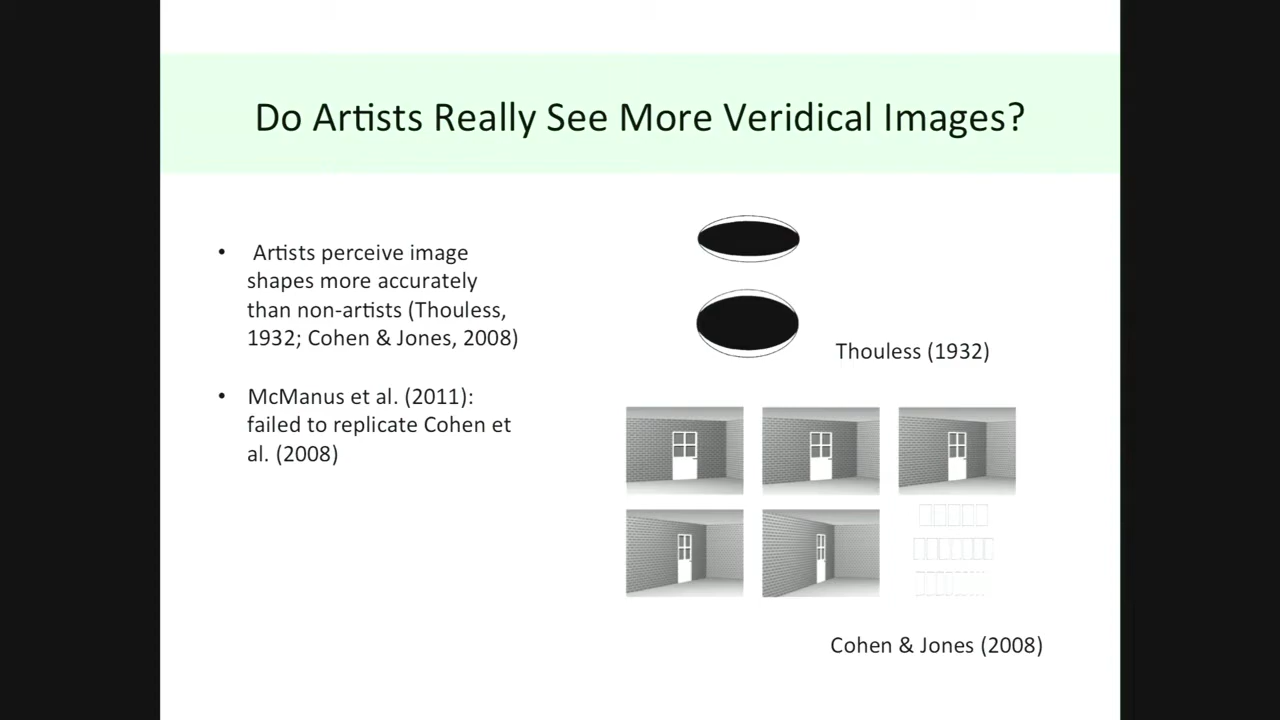 Do Artists Really See More Veridical Images?
• Artists perceive image
shapes more accurately
than non-artists (Thouless,
1932; Cohen & Jones, 2008)
• McManus et al. (2011):
failed to replicate Cohen et
al. (2008)
Thouless (1932)
Cohen & Jones (2008)